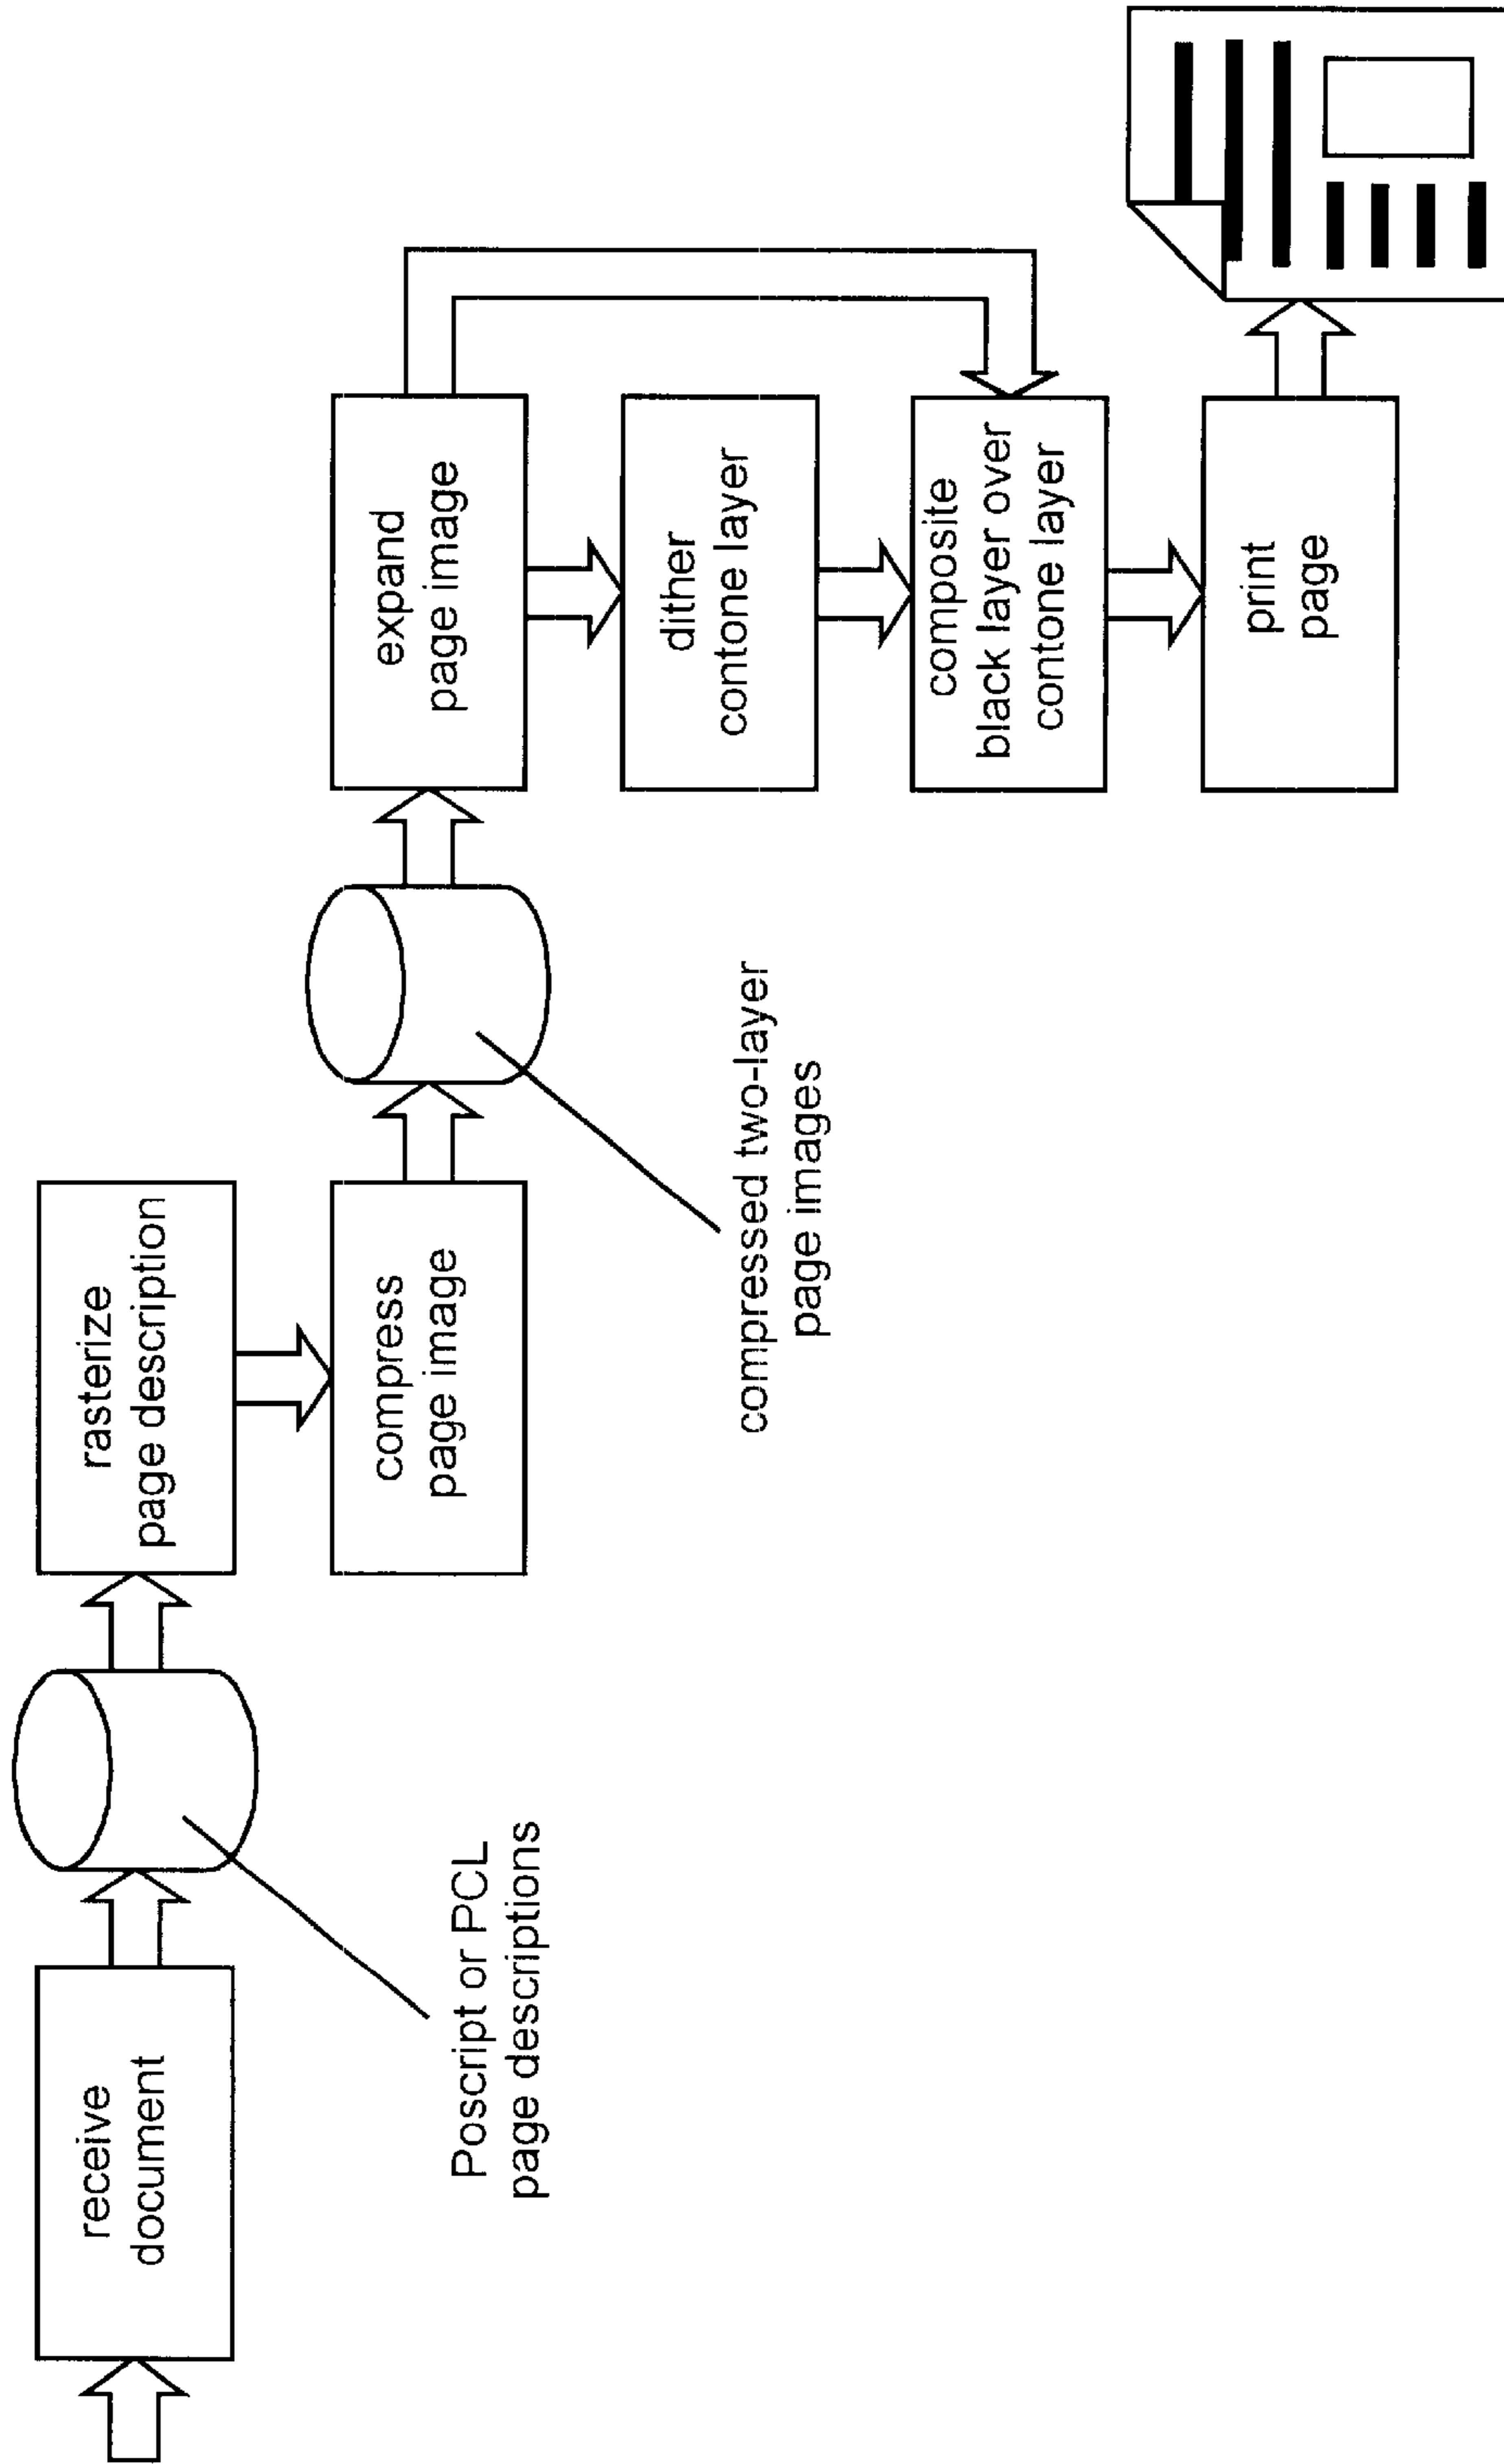 receive
document
Poscript or PCL
page descriptions
rasterize
page description
compress
page image
compressed two-layer
page images
expand
page image
dither
contone layer
composite
black layer over
contone layer
print
page